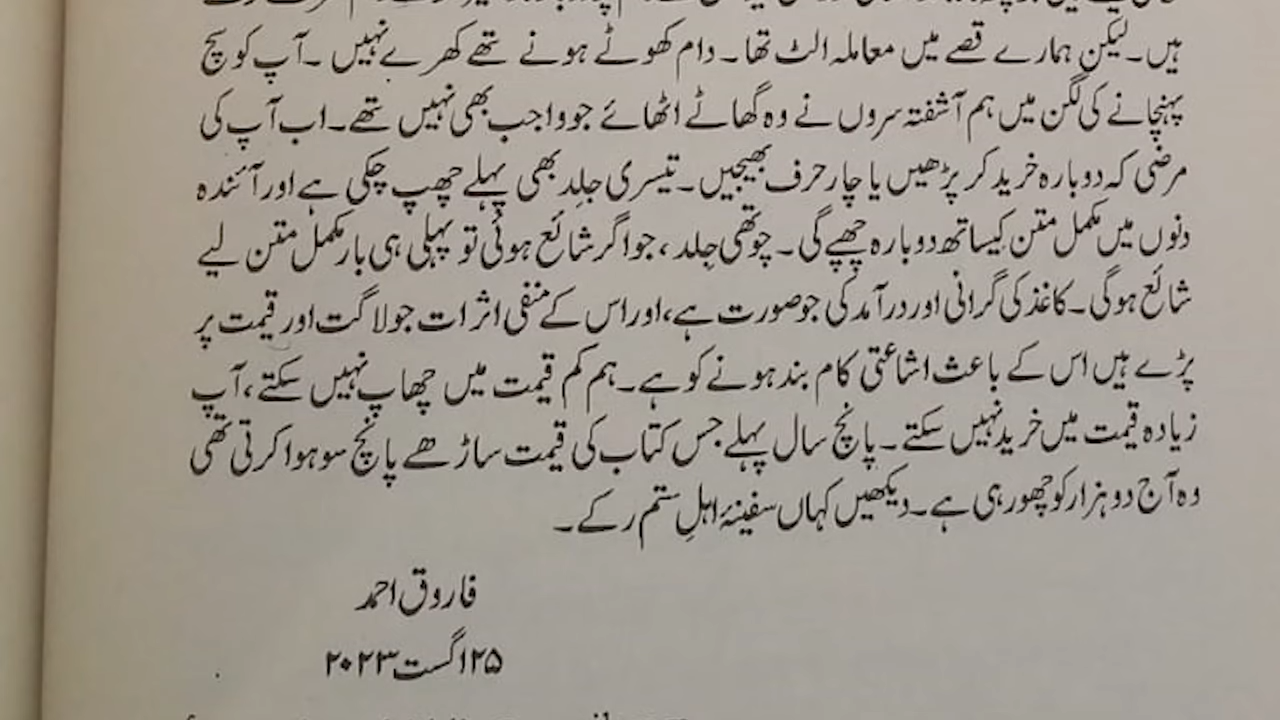 ہیں۔ لیکن ہمارے قصے میں معاملہ الٹ تھا۔ دام کھوٹے ہونے تھے کھرے نہیں ۔ آپ کو سچ
پہنچانے کی لگن میں ہم آشفتہ سروں نے وہ گھاٹے اٹھائے جو واجب بھی نہیں تھے۔ اب آپ کی
مرضی کہ دوبارہ خرید کر پڑھیں یا چار حرف بھیجیں۔ تیسری جلد بھی پہلے چھپ چکی ہے اور آئندہ
دنوں میں مکمل متن کیساتھ دوبارہ چھپے گی۔ چوتھی جِلد ، جو اگر شائع ہوئی تو پہلی ہی بار مکمل متن لیے
شائع ہوگی۔ کاغذ کی گرانی اور درآمد کی جو صورت ہے، اور اس کے منفی اثرات جو لاگت اور قیمت پر
پڑے ہیں اس کے باعث اشاعتی کام بند ہونے کو ہے۔ ہم کم قیمت میں چھاپ نہیں سکتے ، آپ
زیادہ قیمت میں خرید نہیں سکتے ۔ پانچ سال پہلے جس کتاب کی قیمت ساڑھے پانچ سو ہوا کرتی تھی
وہ آج دو ہزار کو چھو رہی ہے۔ دیکھیں کہاں سفینۂ اہلِ ستم رکے ۔
فاروق احمد
۲۵ اگست ۲۰۲۳